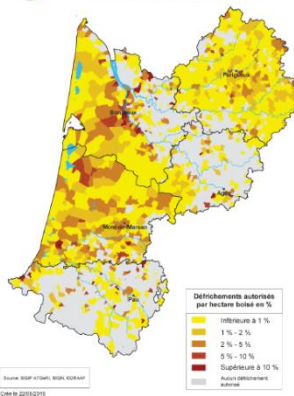 Périgueux
Bordeaux
Agen
Mont-de-Marsan
Pau
Défrichements autorisés
par hectare boisé en %
Inférieure à 1 %
1 % - 2 %
2 % - 5 %
5 % - 10 %
Supérieure à 10 %
Aucun défrichement
autorisé